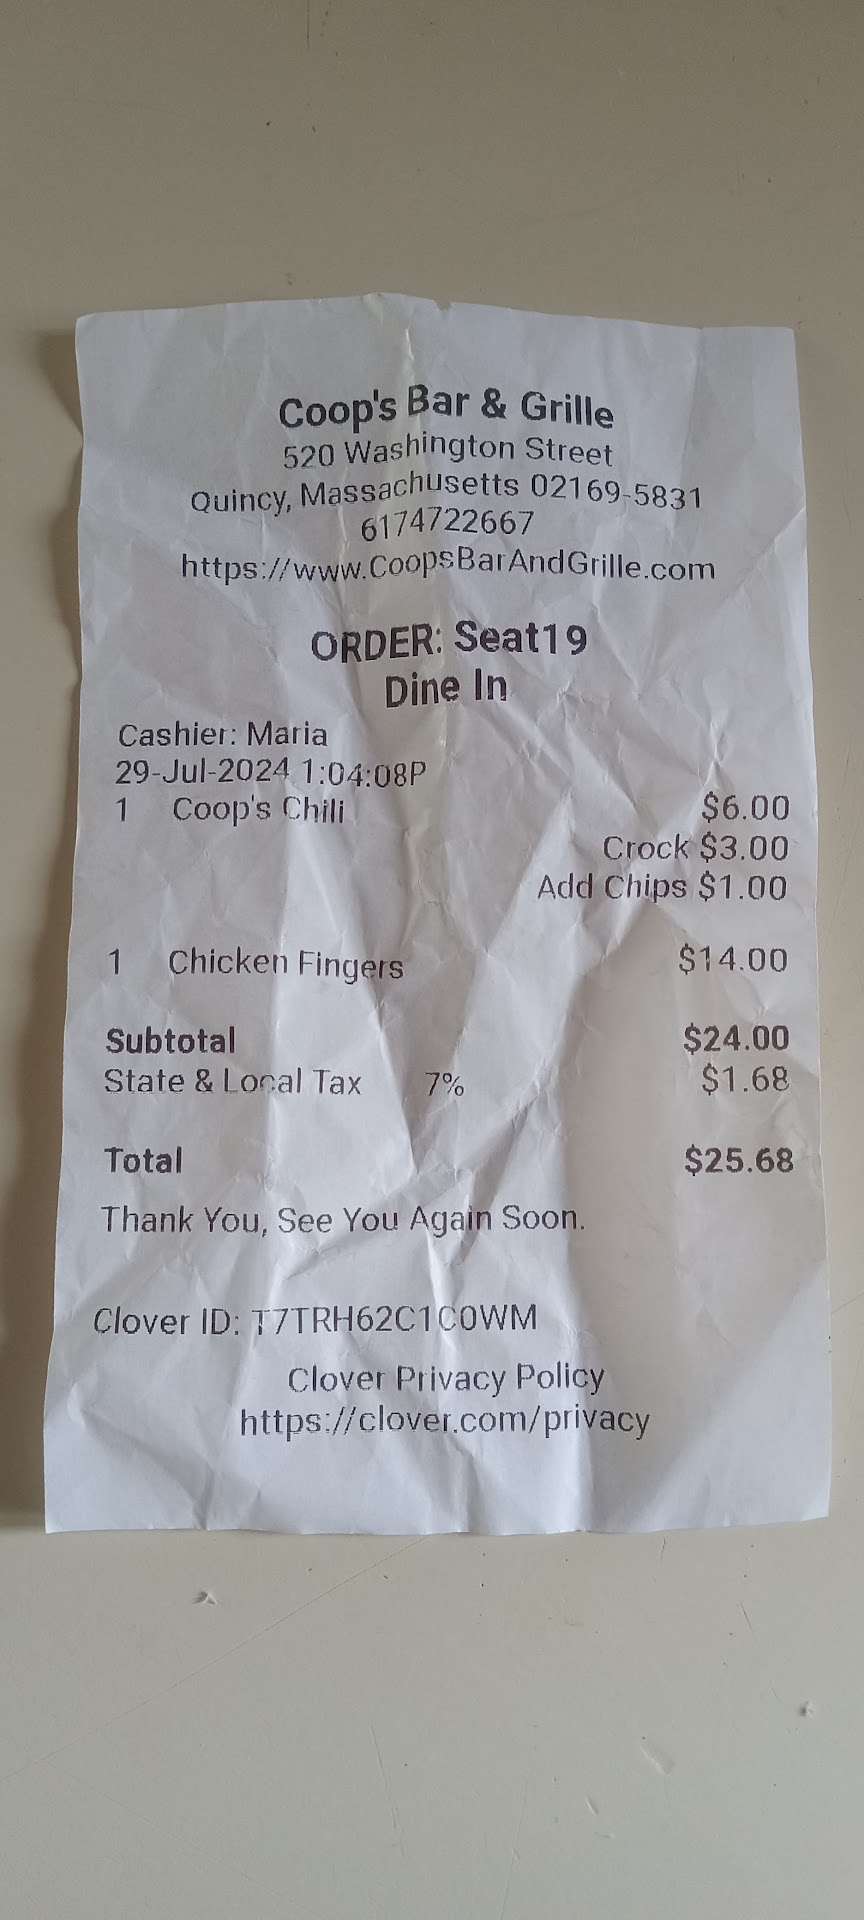 Coop's Bar & Grille
520 Washington Street
Quincy, Massachusetts 02169-5831
6174722667
https://www.CoopsBarAndGrille.com
ORDER: Seat19
Dine In
Cashier: Maria
29-Jul-2024 1:04:08P
1 Coop's Chili $6.00
Crock $3.00
Add Chips $1.00
1 Chicken Fingers $14.00
Subtotal $24.00
State & Local Tax 7% $1.68
Total $25.68
Thank You, See You Again Soon.
Clover ID: T7TRH62C1C0WM
Clover Privacy Policy
https://clover.com/privacy